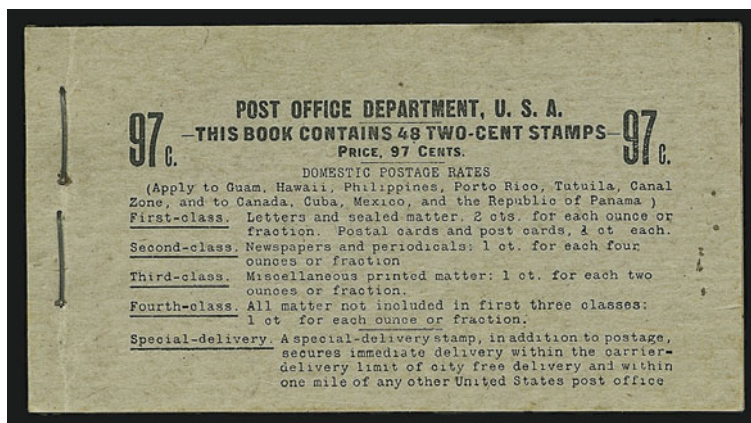 POST OFFICE DEPARTMENT, U. S. A.
97 C. —THIS BOOK CONTAINS 48 TWO-CENT STAMPS— 97 C.
PRICE, 97 CENTS.
DOMESTIC POSTAGE RATES
(Apply to Guam, Hawaii, Philippines, Porto Rico, Tutuila, Canal
Zone, and to Canada, Cuba, Mexico, and the Republic of Panama )
First-class. Letters and sealed matter. 2 cts. for each ounce or
fraction. Postal cards and post cards, 1 ct each.
Second-class. Newspapers and periodicals: 1 ct. for each four
ounces or fraction
Third-class. Miscellaneous printed matter: 1 ct. for each two
ounces or fraction.
Fourth-class. All matter not included in first three classes:
1 ct for each ounce or fraction.
Special-delivery. A special-delivery stamp, in addition to postage,
secures immediate delivery within the carrier-
delivery limit of city free delivery and within
one mile of any other United States post office